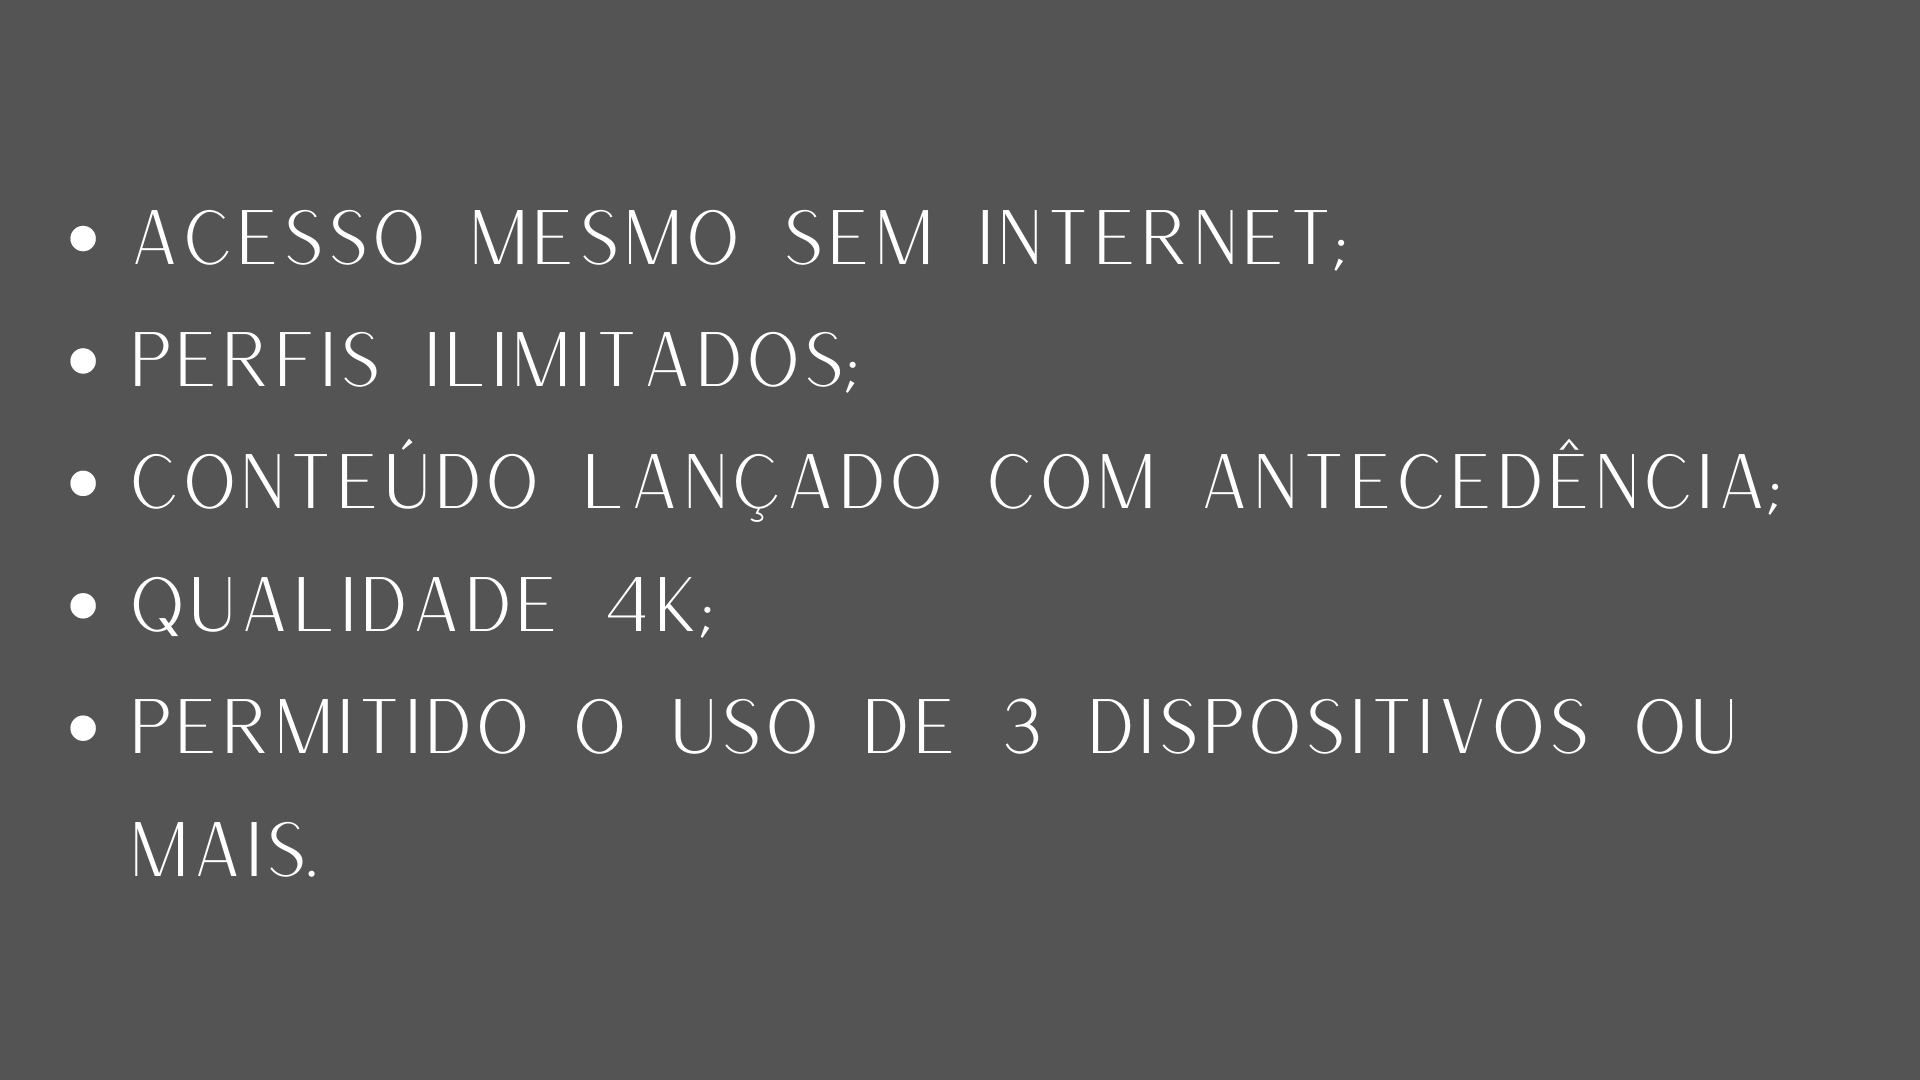 • ACESSO MESMO SEM INTERNET;
• PERFIS ILIMITADOS;
• CONTEÚDO LANÇADO COM ANTECEDÊNCIA;
• QUALIDADE 4K;
• PERMITIDO O USO DE 3 DISPOSITIVOS OU
MAIS.